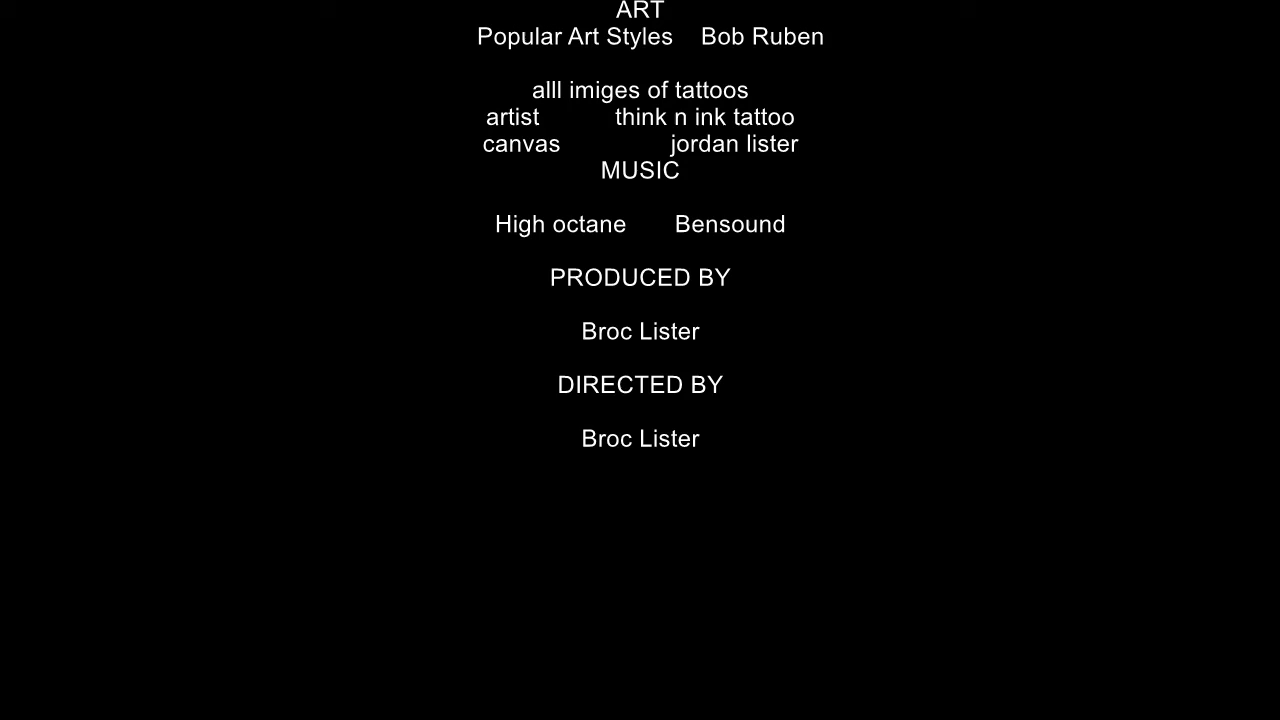 ART
Popular Art Styles Bob Ruben
alll imiges of tattoos
artist think n ink tattoo
canvas jordan lister
MUSIC
High octane Bensound
PRODUCED BY
Broc Lister
DIRECTED BY
Broc Lister